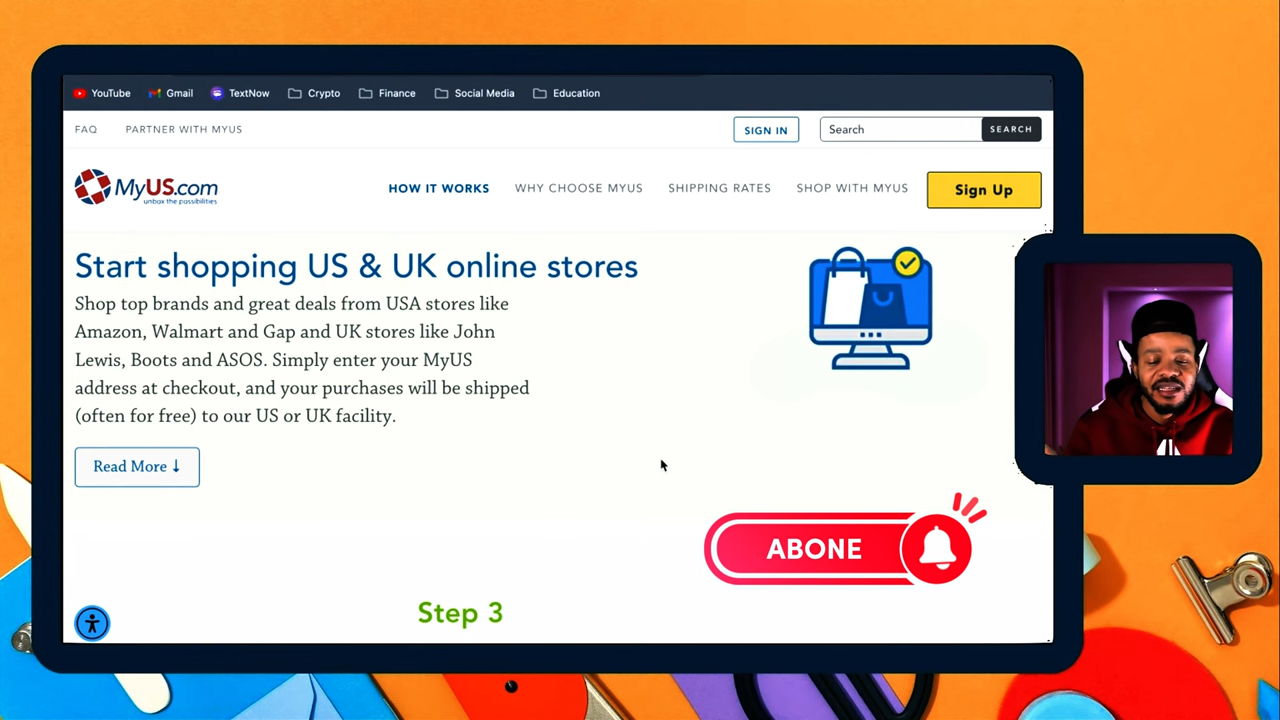 YouTube Gmail TextNow Crypto Finance Social Media Education
FAQ PARTNER WITH MYUS SIGN IN Search SEARCH
MyUS.com
unbox the possibilities
HOW IT WORKS WHY CHOOSE MYUS SHIPPING RATES SHOP WITH MYUS Sign Up
Start shopping US & UK online stores
Shop top brands and great deals from USA stores like
Amazon, Walmart and Gap and UK stores like John
Lewis, Boots and ASOS. Simply enter your MyUS
address at checkout, and your purchases will be shipped
(often for free) to our US or UK facility.
Read More ↓
ABONE
Step 3